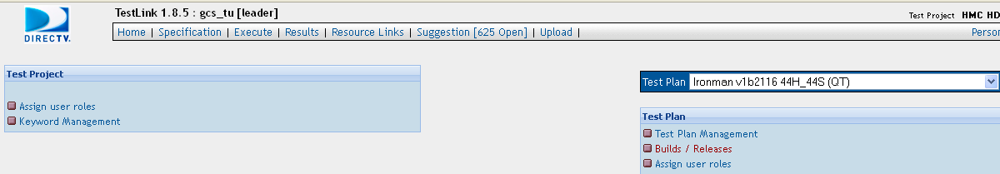 TestLink 1.8.5 : gcs_tu [leader]
Test Project HMC HD
DIRECTV.
Home | Specification | Execute | Results | Resource Links | Suggestion [625 Open] | Upload |
Person
Test Project
Assign user roles
Keyword Management
Test Plan Ironman v1b2116 44H_44S (QT)
Test Plan
Test Plan Management
Builds / Releases
Assign user roles